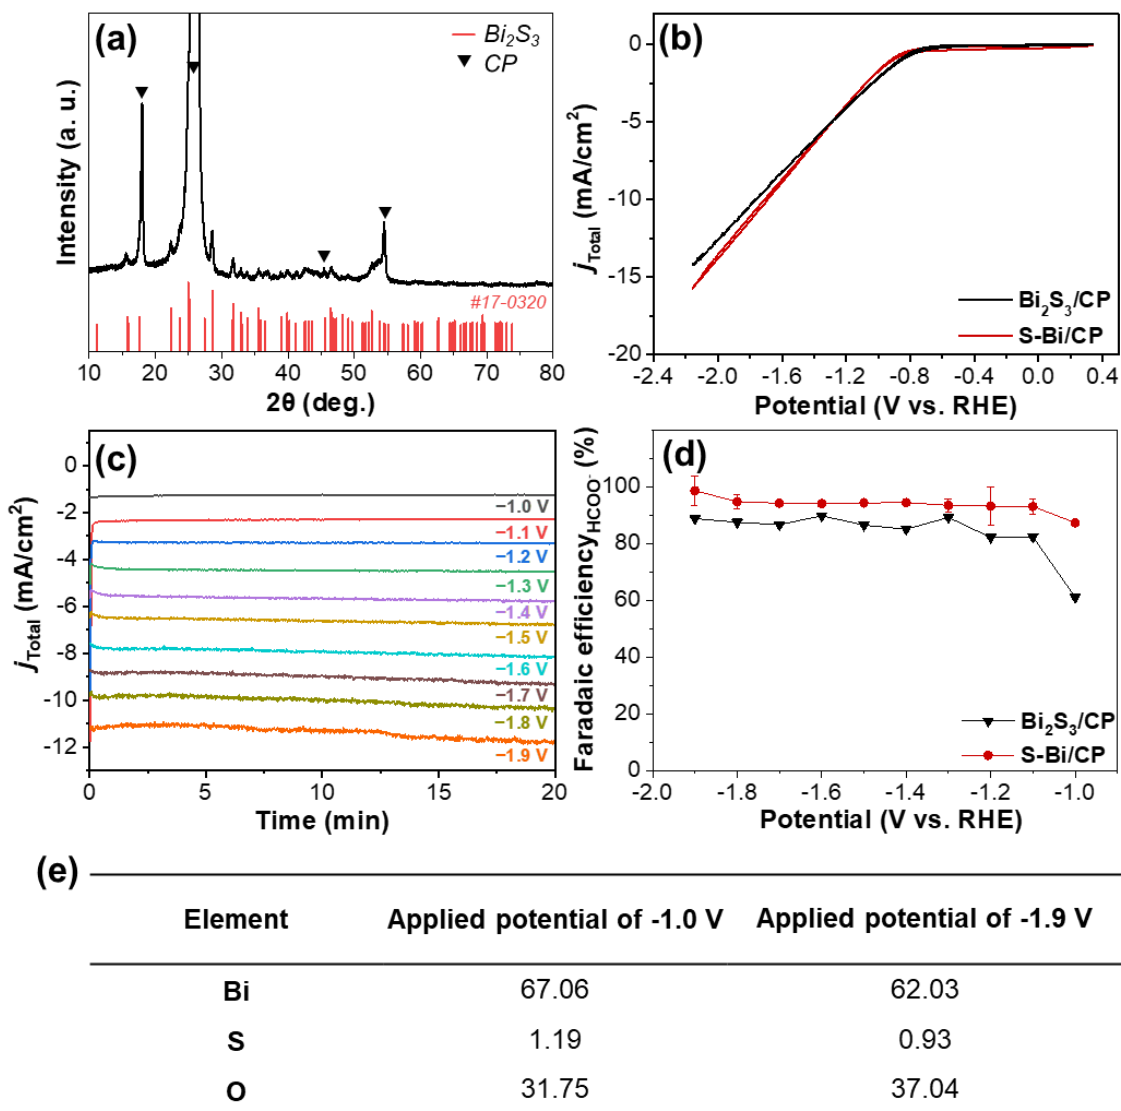 (a)
Bi₂S₃
CP
Intensity (a. u.)
#17-0320
10 20 30 40 50 60 70 80
2θ (deg.)
(b)
0
-5
-10
-15
-20
j_Total (mA/cm²)
Bi₂S₃/CP
S-Bi/CP
-2.4 -2.0 -1.6 -1.2 -0.8 -0.4 0.0 0.4
Potential (V vs. RHE)
(c)
0
-2
-4
-6
-8
-10
-12
j_Total (mA/cm²)
−1.0 V
−1.1 V
−1.2 V
−1.3 V
−1.4 V
−1.5 V
−1.6 V
−1.7 V
−1.8 V
−1.9 V
0 5 10 15 20
Time (min)
(d)
100
80
60
40
20
0
Faradaic efficiency_HCOO⁻ (%)
Bi₂S₃/CP
S-Bi/CP
-2.0 -1.8 -1.6 -1.4 -1.2 -1.0
Potential (V vs. RHE)
(e)
Element Applied potential of -1.0 V Applied potential of -1.9 V
Bi 67.06 62.03
S 1.19 0.93
O 31.75 37.04